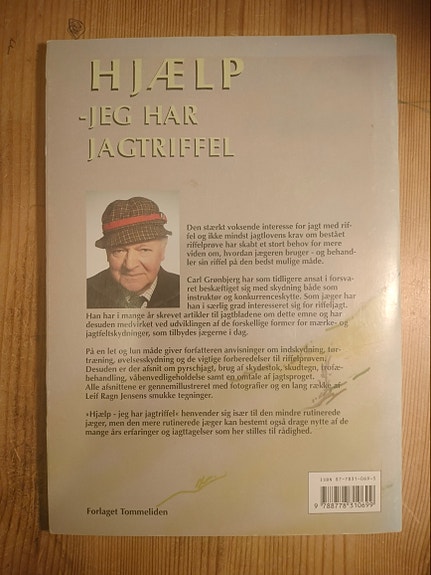 HJÆLP
-JEG HAR
JAGTRIFFEL
Den stærkt voksende interesse for jagt med rif-
fel og ikke mindst jagtlovens krav om bestået
riffelprøve har skabt et stort behov for mere
viden om, hvordan jægeren bruger - og behand-
ler sin riffel på den bedst mulige måde.
Carl Grønbjerg har som tidligere ansat i forsva-
ret beskæftiget sig med skydning både som
instruktør og konkurrenceskytte. Som jæger har
han i særlig grad interesseret sig for riffeljagt.
Han har i mange år skrevet artikler til jagtbladene om dette emne og har
desuden medvirket ved udviklingen af de forskellige former for mærke- og
jagtfeltskydninger, som tilbydes jægerne i dag.
På en let og lun måde giver forfatteren anvisninger om indskydning, tør-
træning, øvelsesskydning og de vigtige forberedelser til riffelprøven.
Desuden er der afsnit om pyrschjagt, brug af skydestok, skudtegn, trofæ-
behandling, våbenvedligeholdelse samt en omtale af jagtsproget.
Alle afsnittene er gennemillustreret med fotografier og en lang række af
Leif Ragn Jensens smukke tegninger.
»Hjælp - jeg har jagtriffel« henvender sig især til den mindre rutinerede
jæger, men den mere rutinerede jæger kan bestemt også drage nytte af de
mange års erfaringer og iagttagelser som her stilles til rådighed.
ISBN 87-7831-069-5
9 788778 310699
Forlaget Tommeliden